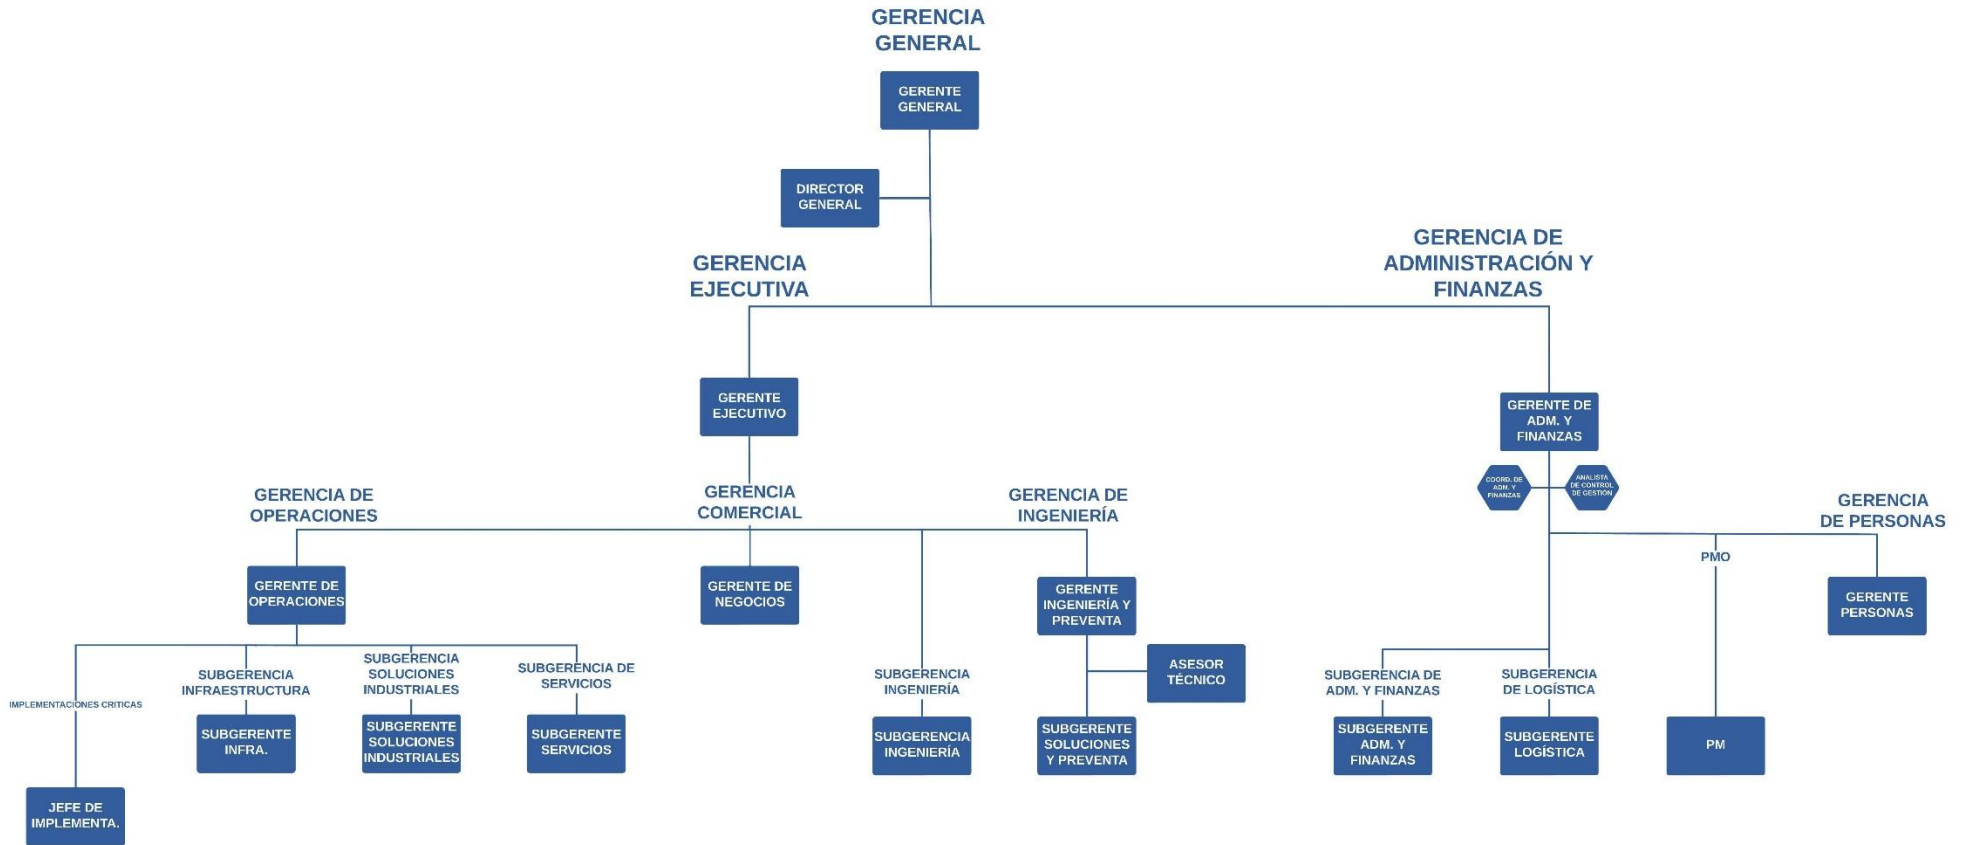 GERENCIA
GENERAL
GERENTE
GENERAL
DIRECTOR
GENERAL
GERENCIA
EJECUTIVA
GERENCIA DE
ADMINISTRACIÓN Y
FINANZAS
GERENTE
EJECUTIVO
GERENTE DE
ADM. Y
FINANZAS
COORD. DE
ADM. Y
FINANZAS
ANALISTA
DE CONTROL
DE GESTIÓN
GERENCIA DE
OPERACIONES
GERENCIA
COMERCIAL
GERENCIA DE
INGENIERÍA
GERENCIA
DE PERSONAS
PMO
GERENTE DE
OPERACIONES
GERENTE DE
NEGOCIOS
GERENTE
INGENIERÍA Y
PREVENTA
GERENTE
PERSONAS
ASESOR
TÉCNICO
IMPLEMENTACIONES CRITICAS
SUBGERENCIA
INFRAESTRUCTURA
SUBGERENCIA
SOLUCIONES
INDUSTRIALES
SUBGERENCIA DE
SERVICIOS
SUBGERENCIA
INGENIERÍA
SUBGERENCIA DE
ADM. Y FINANZAS
SUBGERENCIA
DE LOGÍSTICA
SUBGERENTE
INFRA.
SUBGERENTE
SOLUCIONES
INDUSTRIALES
SUBGERENTE
SERVICIOS
SUBGERENCIA
INGENIERÍA
SUBGERENTE
SOLUCIONES
Y PREVENTA
SUBGERENTE
ADM. Y
FINANZAS
SUBGERENTE
LOGÍSTICA
PM
JEFE DE
IMPLEMENTA.